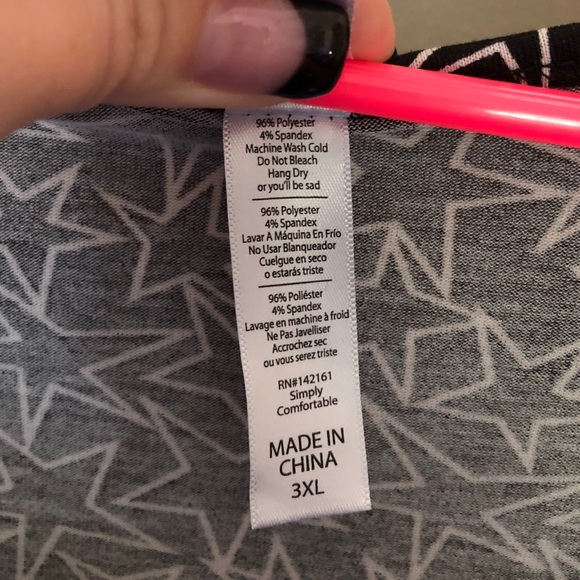 96% Polyester
4% Spandex
Machine Wash Cold
Do Not Bleach
Hang Dry
or you'll be sad
96% Polyester
4% Spandex
Lavar A Máquina En Frío
No Usar Blanqueador
Cuelgue en seco
o estarás triste
96% Poliéster
4% Spandex
Lavage en machine à froid
Ne Pas Javelliser
Accrochez sec
ou vous serez triste
RN#142161
Simply
Comfortable
MADE IN
CHINA
3XL